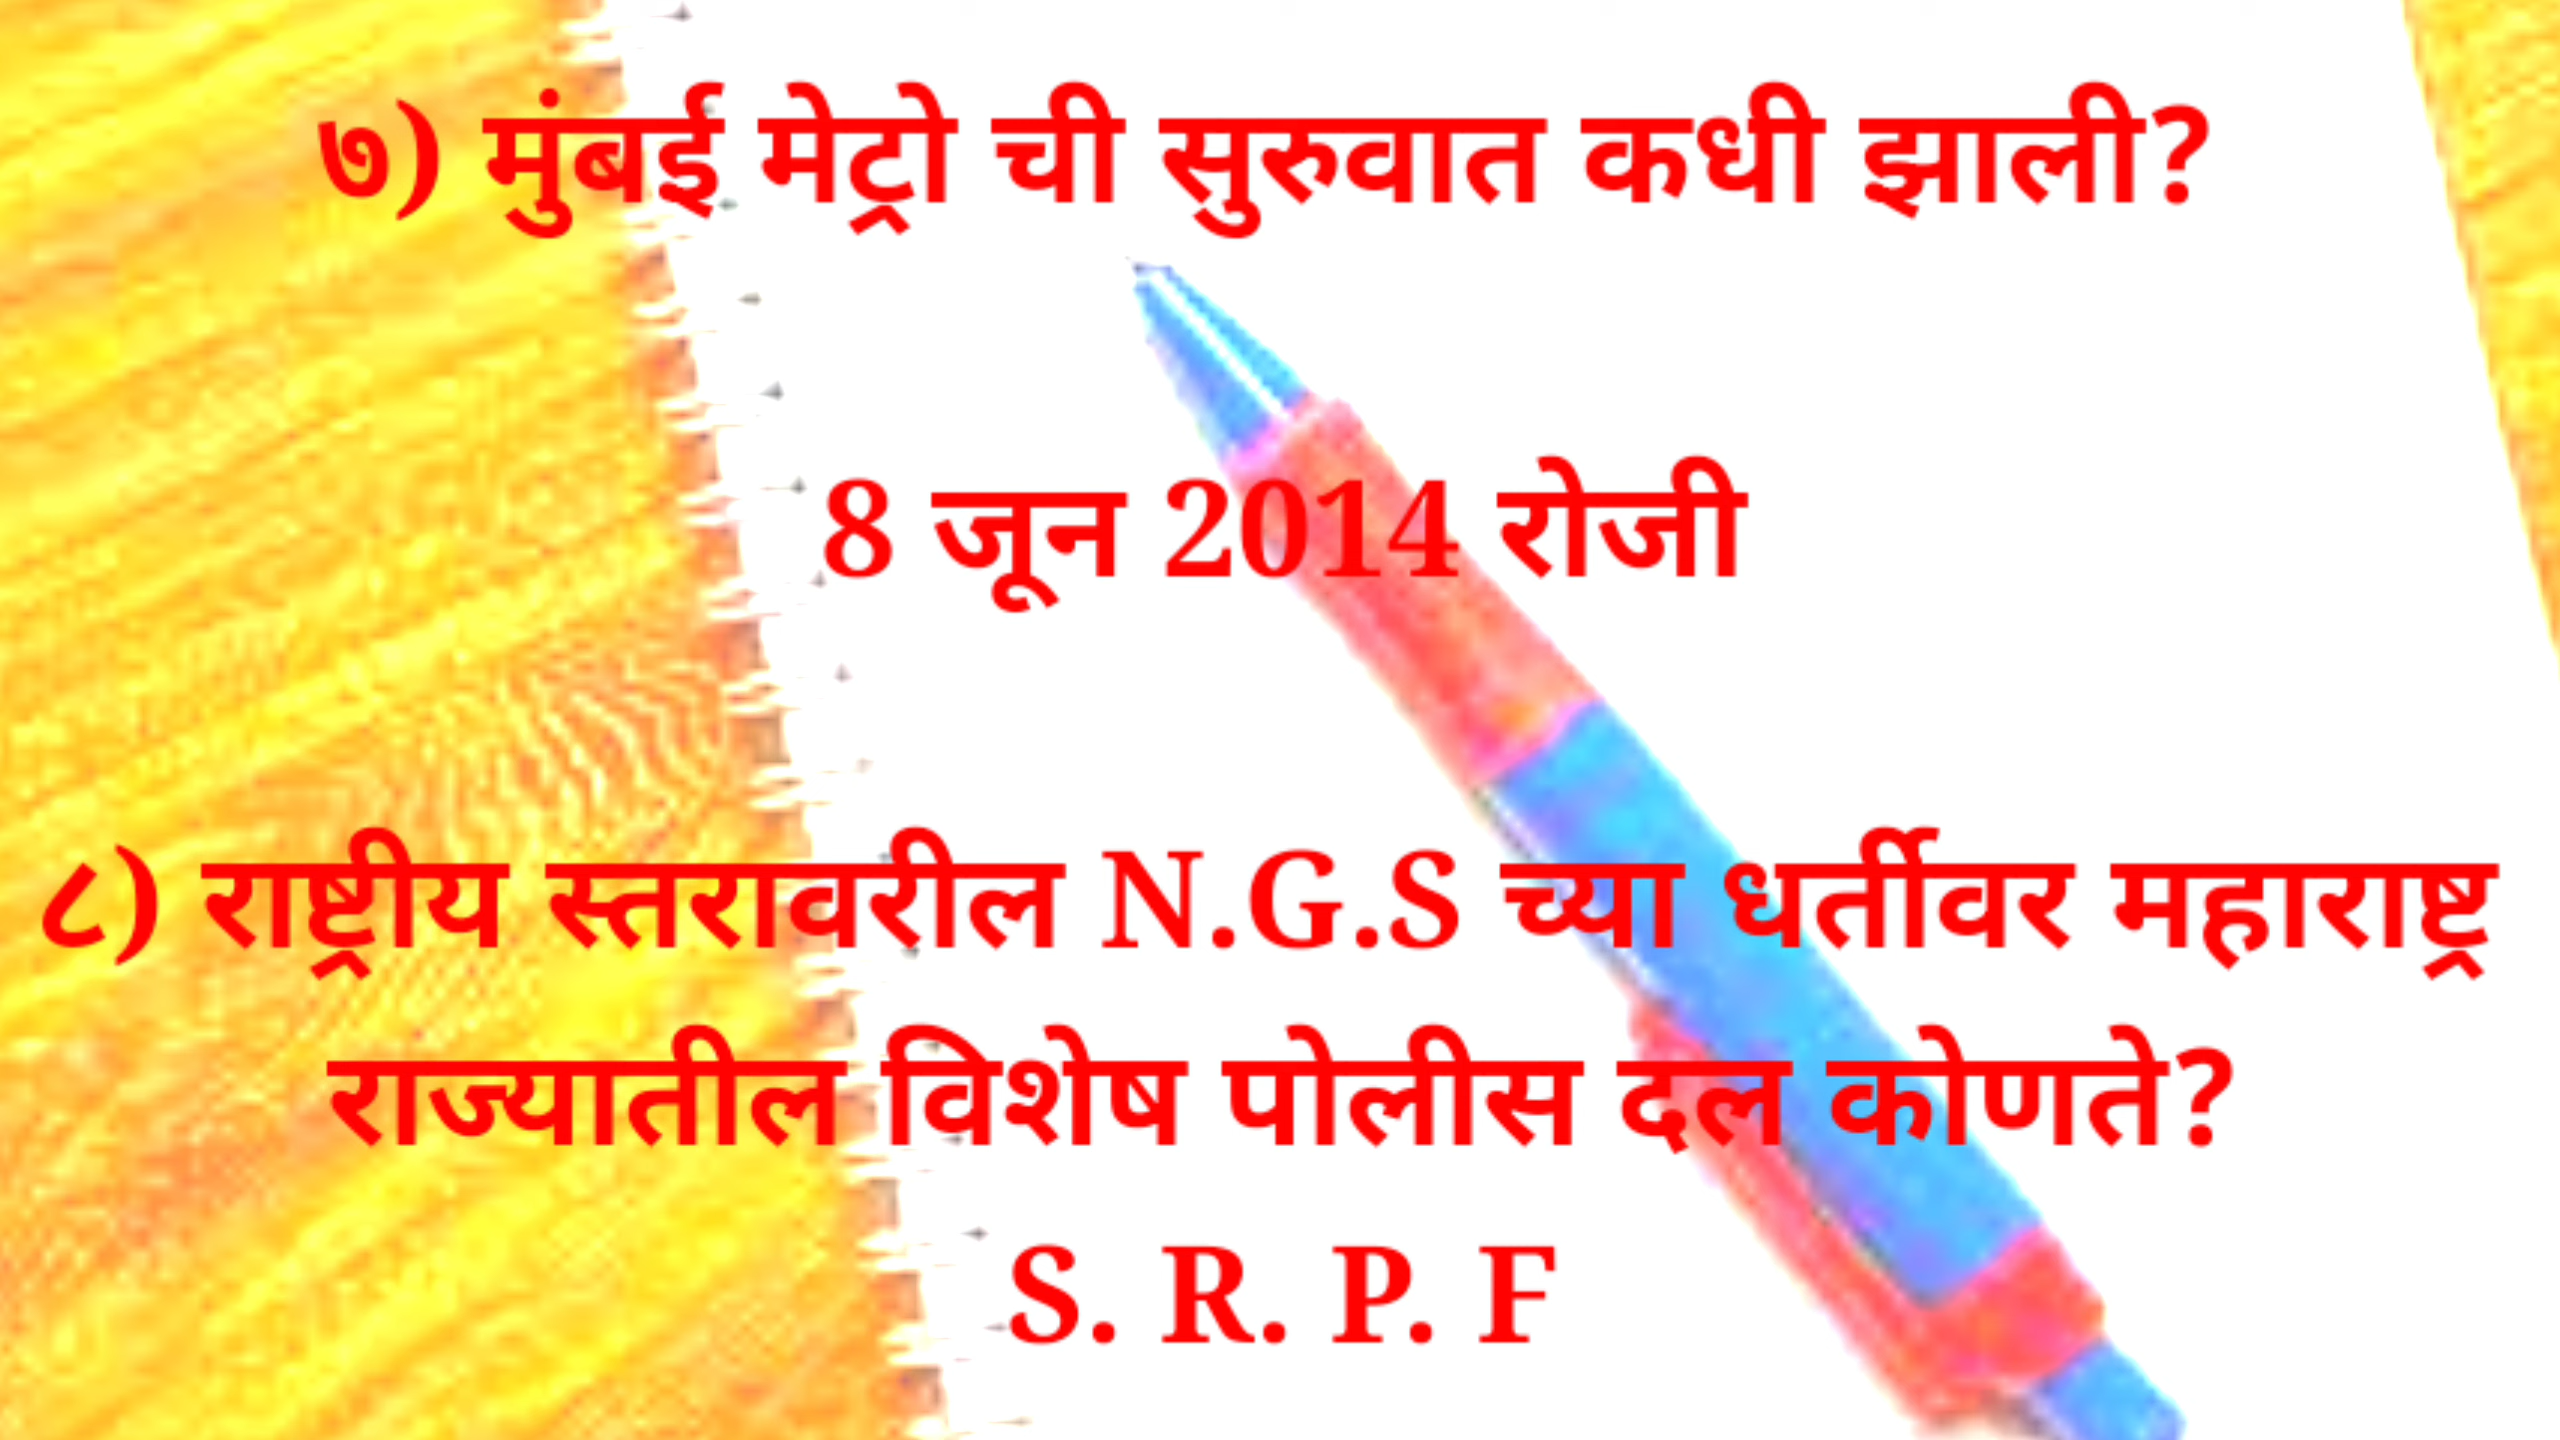 ७) मुंबई मेट्रो ची सुरुवात कधी झाली?
8 जून 2014 रोजी
८) राष्ट्रीय स्तरावरील N.G.S च्या धर्तीवर महाराष्ट्र
राज्यातील विशेष पोलीस दल कोणते?
S. R. P. F